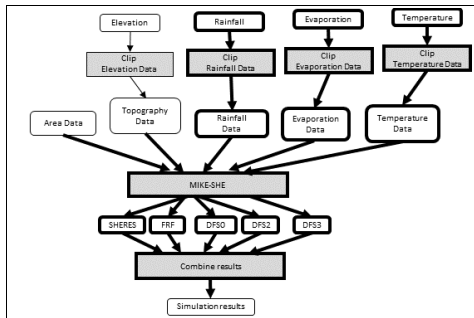 Elevation
Rainfall
Evaporation
Temperature
Clip
Elevation Data
Clip
Rainfall Data
Clip
Evaporation Data
Clip
Temperature Data
Area Data
Topography
Data
Rainfall
Data
Evaporation
Data
Temperature
Data
MIKE-SHE
SHERES
FRF
DFS0
DFS2
DFS3
Combine results
Simulation results